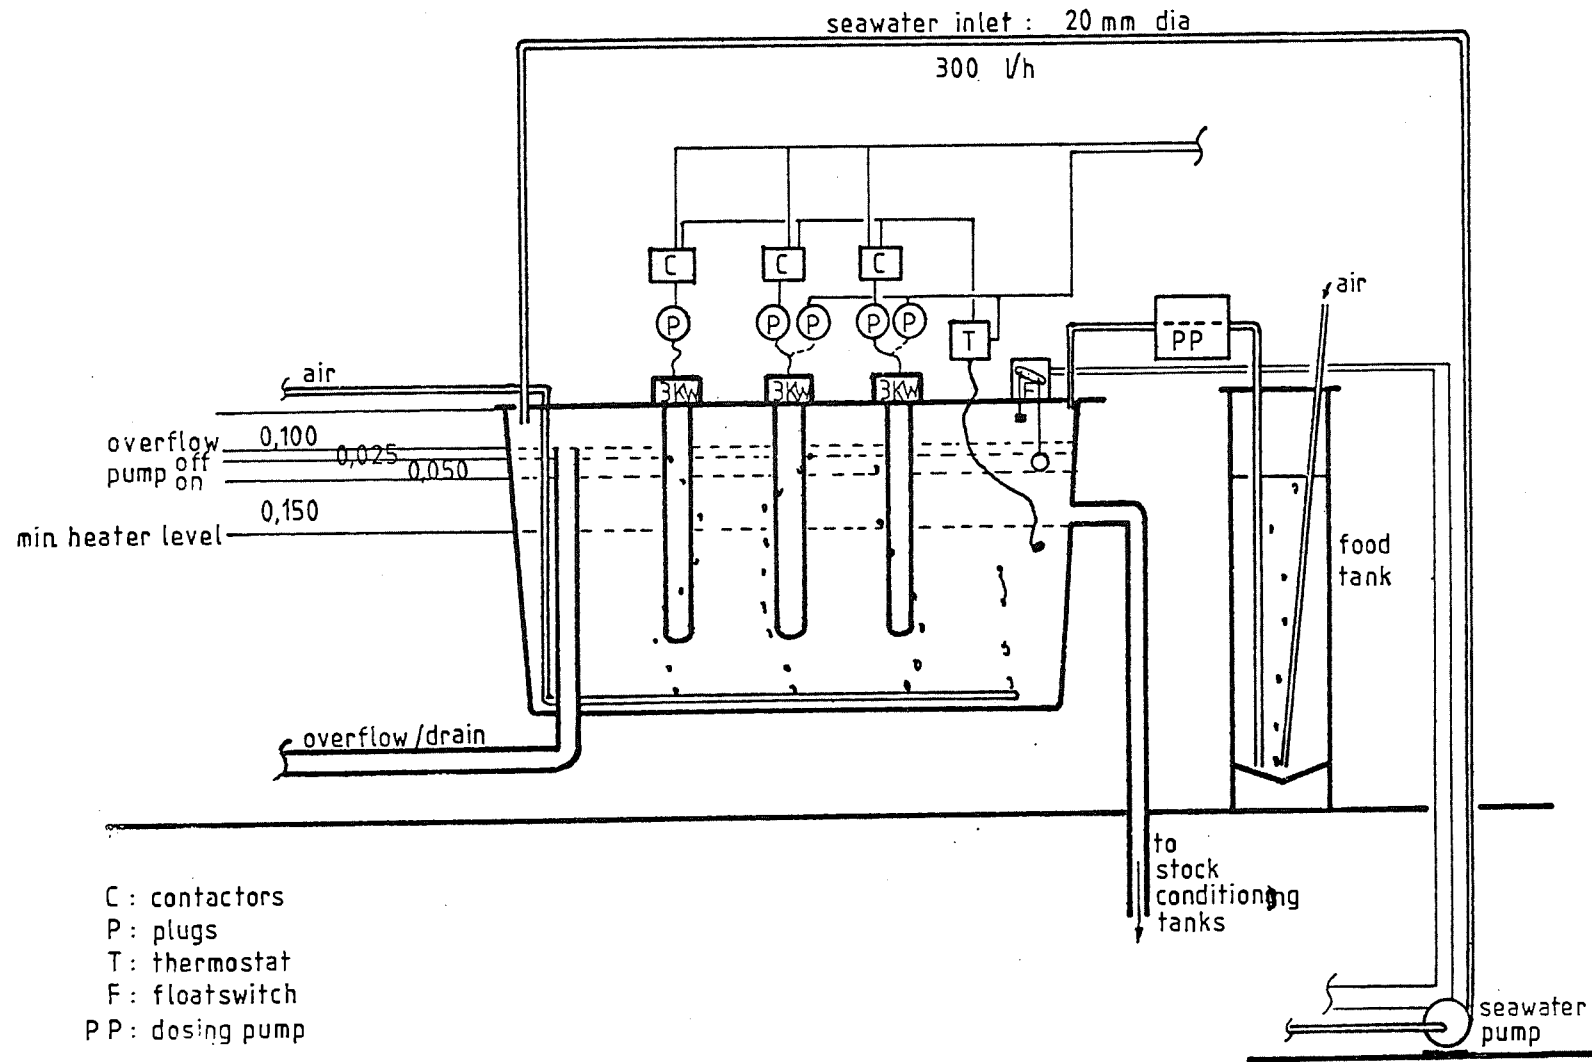 seawater inlet : 20 mm dia
300 l/h
C
C
C
P
P
P
P
P
T
PP
air
air
3KW
3KW
3KW
F
overflow
0,100
pump off
on
0,025
0,050
0,150
min. heater level
food
tank
overflow/drain
to
stock
conditioning
tanks
C : contactors
P : plugs
T : thermostat
F : floatswitch
PP : dosing pump
seawater
pump